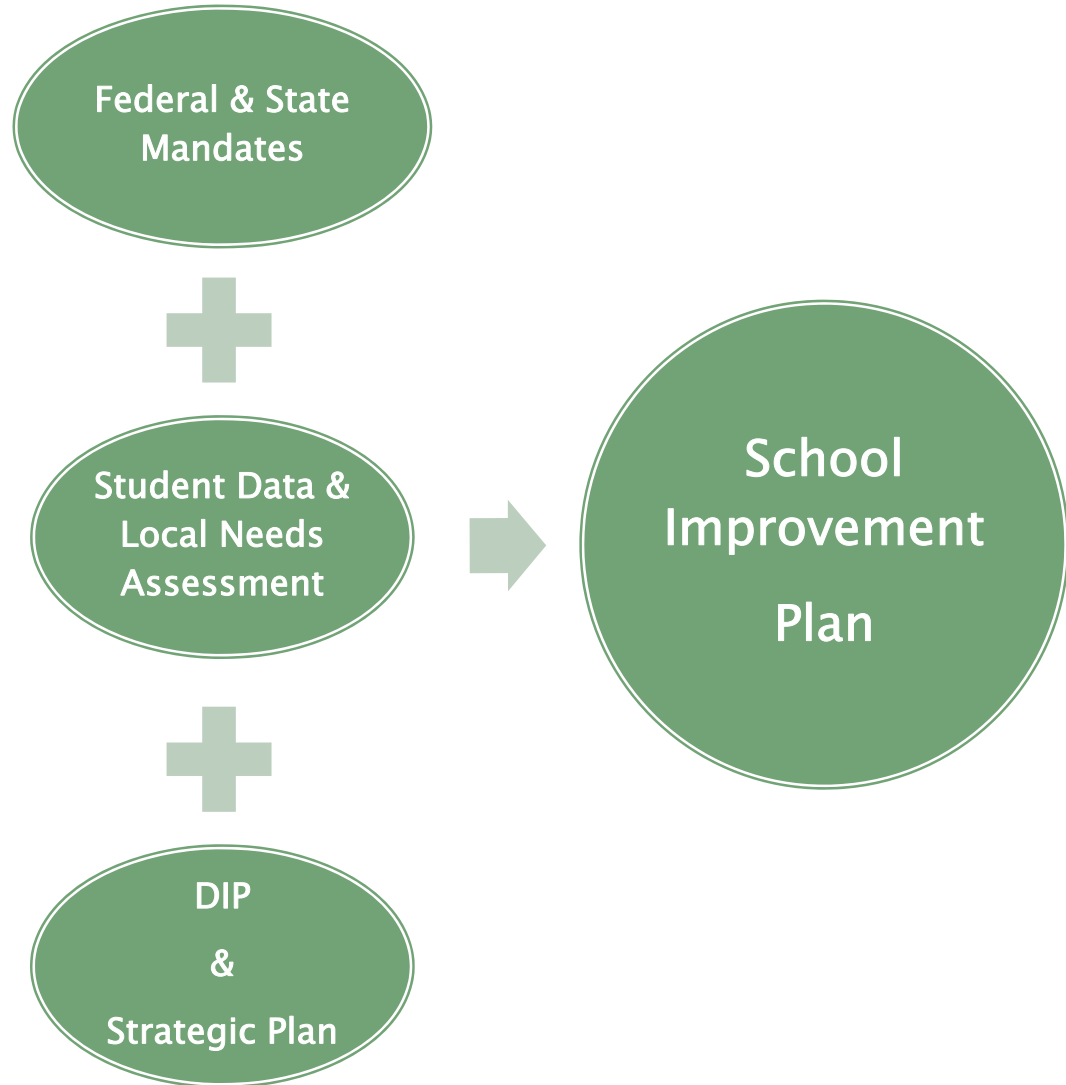 Federal & State
Mandates
Student Data &
Local Needs
Assessment
DIP
&
Strategic Plan
School
Improvement
Plan